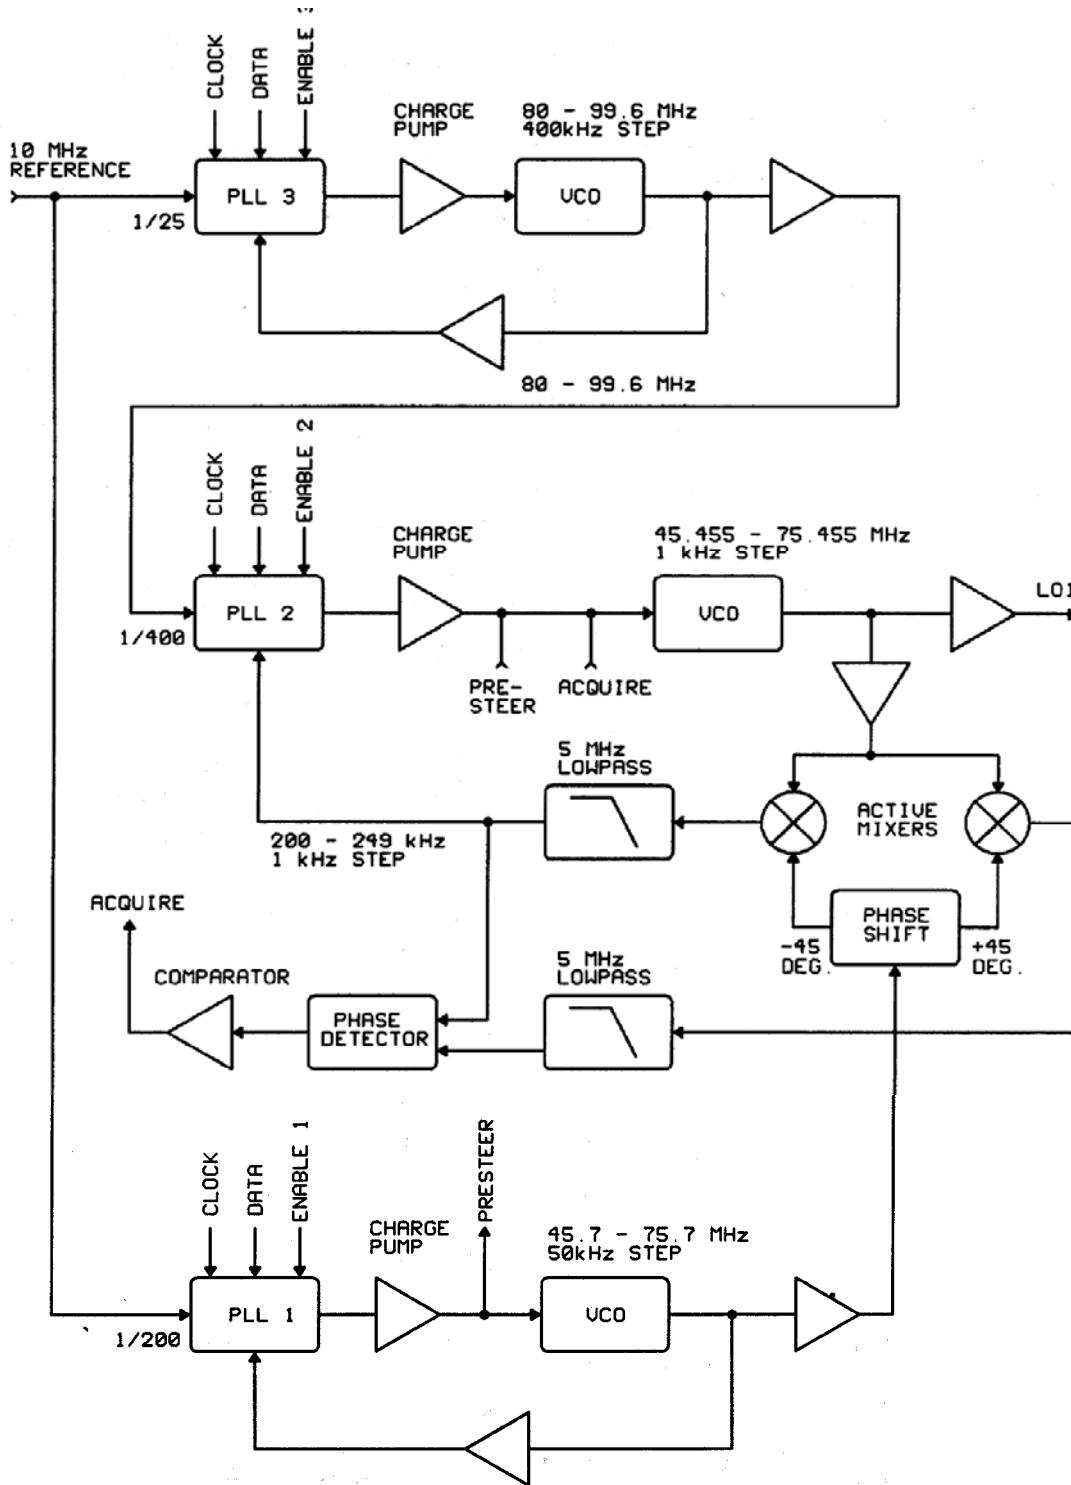 CLOCK
DATA
ENABLE 3
CHARGE
PUMP
80 - 99.6 MHz
400kHz STEP
10 MHz
REFERENCE
PLL 3
VCO
1/25
80 - 99.6 MHz
CLOCK
DATA
ENABLE 2
CHARGE
PUMP
45.455 - 75.455 MHz
1 kHz STEP
PLL 2
VCO
LO1
1/400
PRE-
STEER
ACQUIRE
5 MHz
LOWPASS
ACTIVE
MIXERS
200 - 249 kHz
1 kHz STEP
ACQUIRE
PHASE
SHIFT
-45
DEG.
+45
DEG.
COMPARATOR
5 MHz
LOWPASS
PHASE
DETECTOR
CLOCK
DATA
ENABLE 1
PRESTEER
CHARGE
PUMP
45.7 - 75.7 MHz
50kHz STEP
PLL 1
VCO
1/200